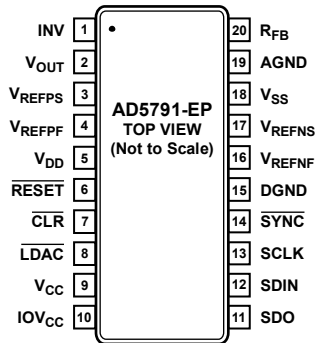 INV 1
VOUT 2
VREFPS 3
VREFPF 4
VDD 5
RESET 6
CLR 7
LDAC 8
VCC 9
IOVCC 10
AD5791-EP
TOP VIEW
(Not to Scale)
20 RFB
19 AGND
18 VSS
17 VREFNS
16 VREFNF
15 DGND
14 SYNC
13 SCLK
12 SDIN
11 SDO